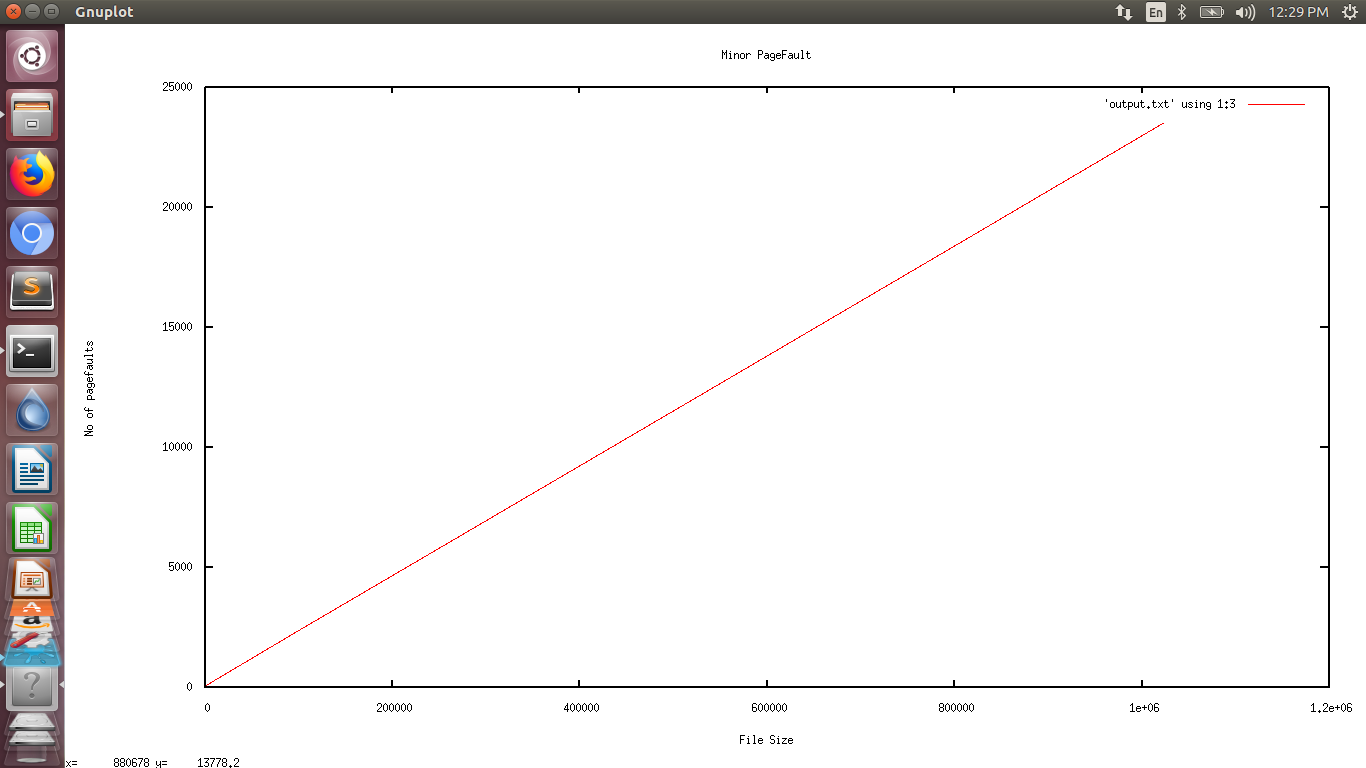 Gnuplot
En
12:29 PM
Minor PageFault
'output.txt' using 1:3
25000
20000
15000
10000
5000
0
No of pagefaults
0 200000 400000 600000 800000 1e+06 1.2e+06
File Size
x= 880678 y= 13778.2